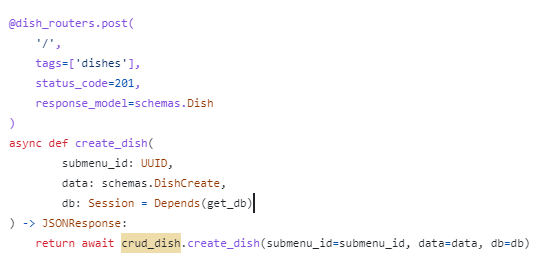 @dish_routers.post(
    '/',
    tags=['dishes'],
    status_code=201,
    response_model=schemas.Dish
)
async def create_dish(
        submenu_id: UUID,
        data: schemas.DishCreate,
        db: Session = Depends(get_db)
) -> JSONResponse:
    return await crud_dish.create_dish(submenu_id=submenu_id, data=data, db=db)